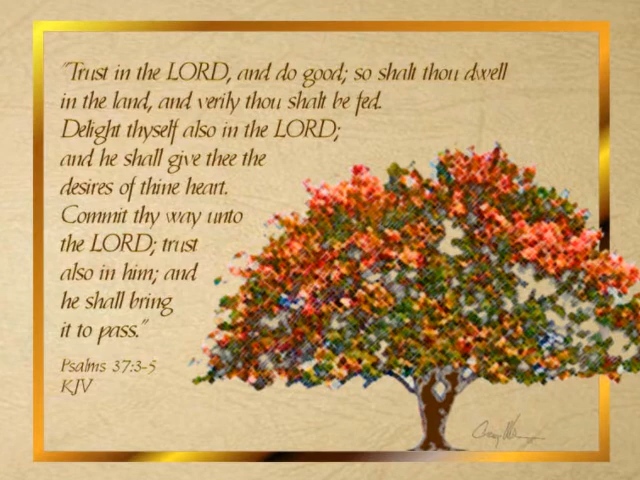 "Trust in the LORD, and do good; so shalt thou dwell
in the land, and verily thou shalt be fed.
Delight thyself also in the LORD;
and he shall give thee the
desires of thine heart.
Commit thy way unto
the LORD; trust
also in him; and
he shall bring
it to pass."
Psalms 37:3-5
KJV